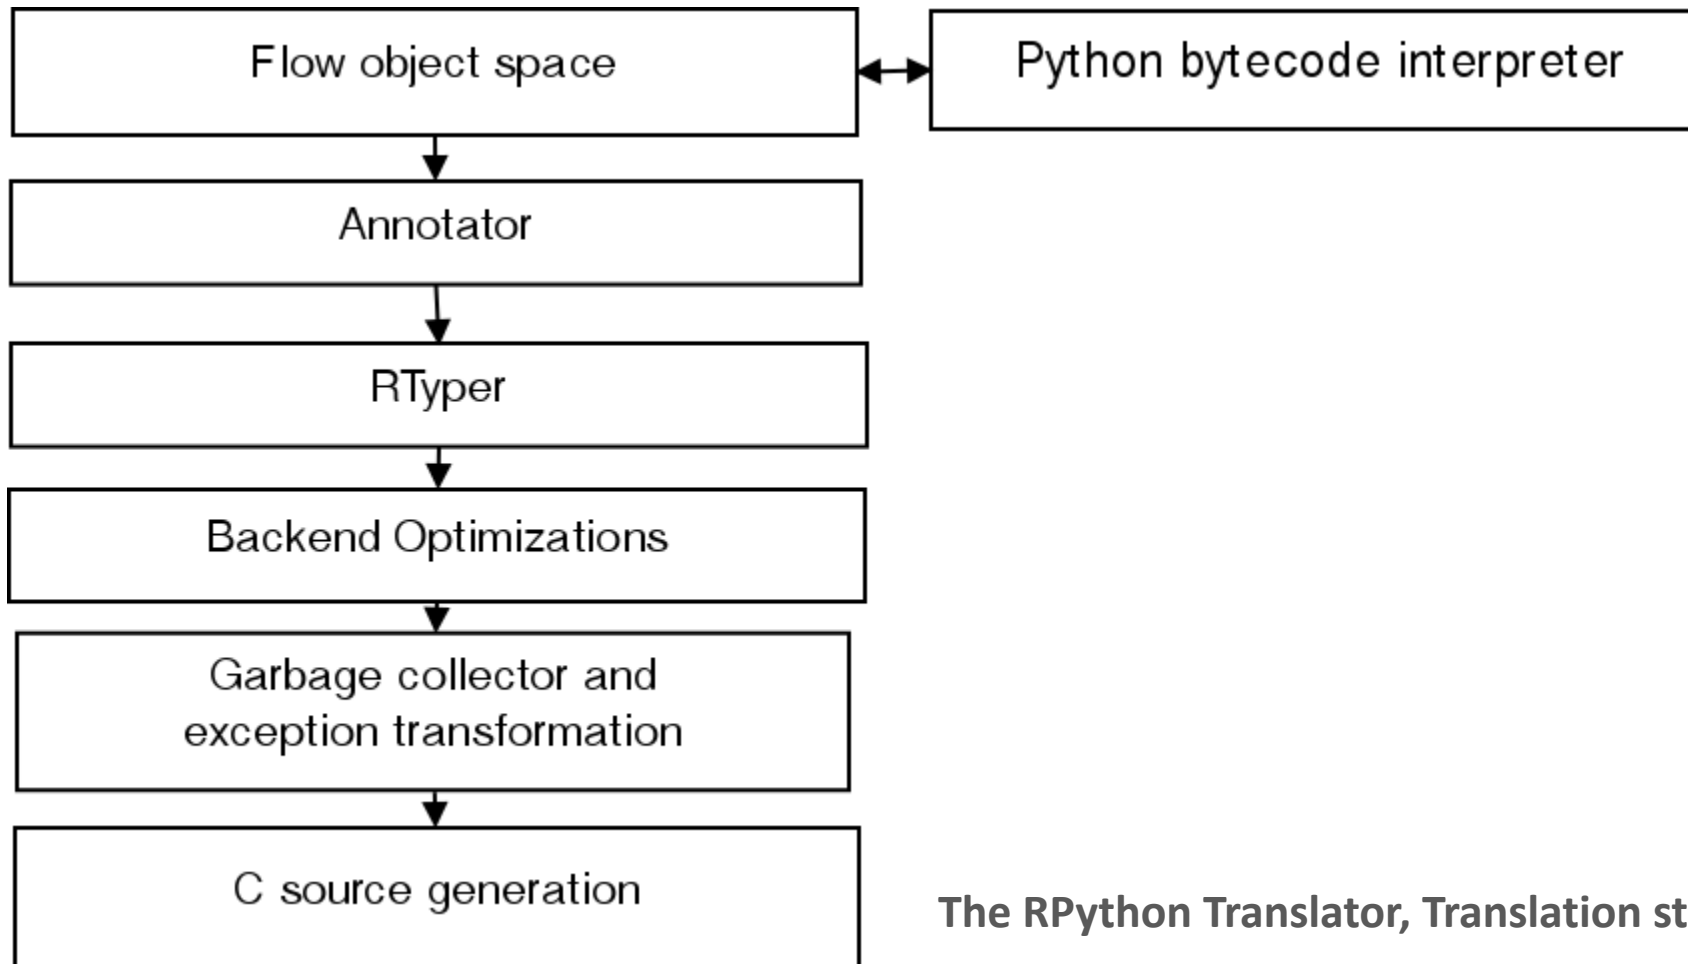 Flow object space
Python bytecode interpreter
Annotator
RTyper
Backend Optimizations
Garbage collector and
exception transformation
C source generation
The RPython Translator, Translation st